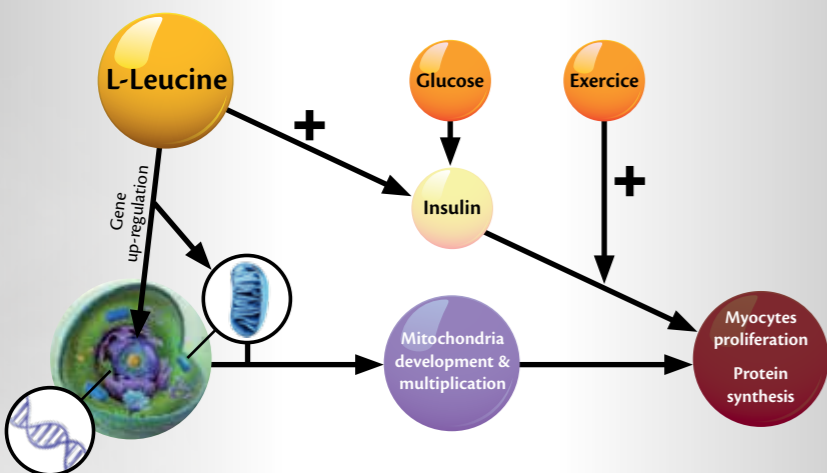 L-Leucine
Glucose
Exercice
+
+
Gene
up-regulation
Insulin
Mitochondria
development &
multiplication
Myocytes
proliferation
Protein
synthesis